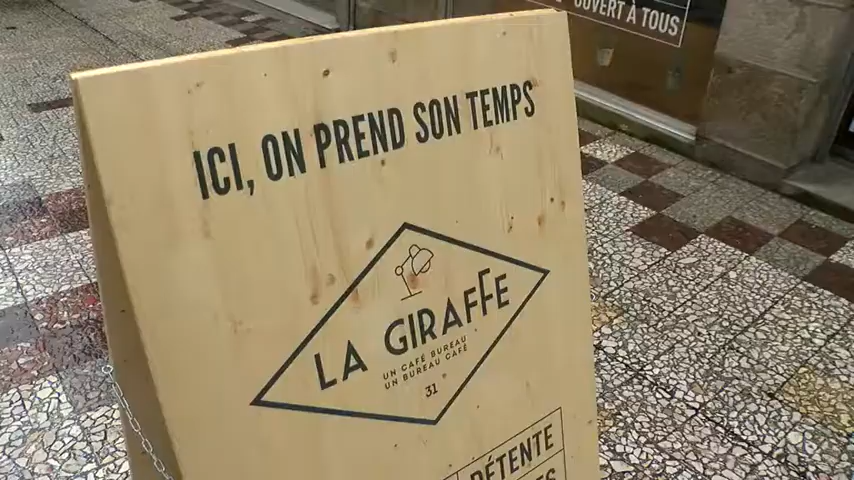 OUVERT À TOUS
ICI, ON PREND SON TEMPS
LA GIRAFFE
UN CAFÉ BUREAU
UN BUREAU CAFÉ
31
DÉTENTE